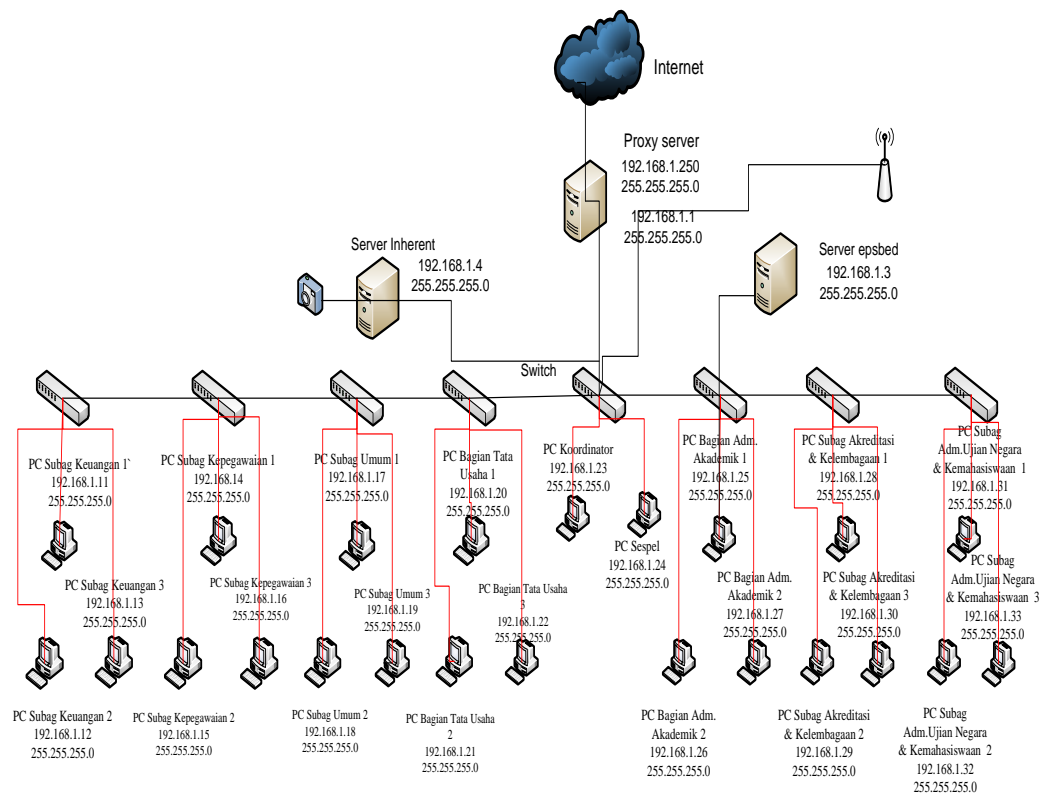 Internet
Proxy server
192.168.1.250
255.255.255.0
192.168.1.1
255.255.255.0
Server Inherent
192.168.1.4
255.255.255.0
Server epsbed
192.168.1.3
255.255.255.0
Switch
PC Subag Keuangan 1`
192.168.1.11
255.255.255.0
PC Subag Kepegawaian 1
192.168.14
255.255.255.0
PC Subag Umum 1
192.168.1.17
255.255.255.0
PC Bagian Tata
Usaha 1
192.168.1.20
255.255.255.0
PC Koordinator
192.168.1.23
255.255.255.0
PC Sespel
192.168.1.24
255.255.255.0
PC Bagian Adm.
Akademik 1
192.168.1.25
255.255.255.0
PC Subag Akreditasi
& Kelembagaan 1
192.168.1.28
255.255.255.0
PC Subag
Adm.Ujian Negara
& Kemahasiswaan 1
192.168.1.31
255.255.255.0
PC Subag Keuangan 3
192.168.1.13
255.255.255.0
PC Subag Kepegawaian 3
192.168.1.16
255.255.255.0
PC Subag Umum 3
192.168.1.19
255.255.255.0
PC Bagian Tata Usaha
3
192.168.1.22
255.255.255.0
PC Bagian Adm.
Akademik 2
192.168.1.27
255.255.255.0
PC Subag Akreditasi
& Kelembagaan 3
192.168.1.30
255.255.255.0
PC Subag
Adm.Ujian Negara
& Kemahasiswaan 3
192.168.1.33
255.255.255.0
PC Subag Keuangan 2
192.168.1.12
255.255.255.0
PC Subag Kepegawaian 2
192.168.1.15
255.255.255.0
PC Subag Umum 2
192.168.1.18
255.255.255.0
PC Bagian Tata Usaha
2
192.168.1.21
255.255.255.0
PC Bagian Adm.
Akademik 2
192.168.1.26
255.255.255.0
PC Subag Akreditasi
& Kelembagaan 2
192.168.1.29
255.255.255.0
PC Subag
Adm.Ujian Negara
& Kemahasiswaan 2
192.168.1.32
255.255.255.0